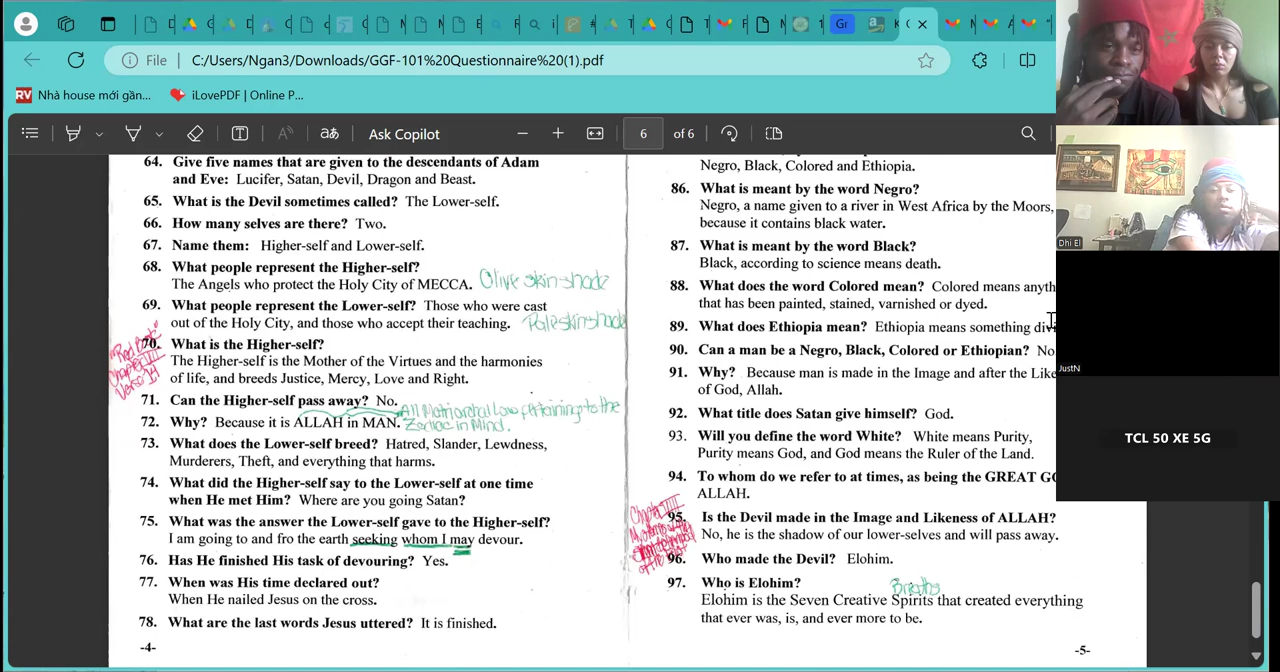 File
C:/Users/Ngan3/Downloads/GGF-101%20Questionnaire%20(1).pdf
Nhà house mới gần...
iLovePDF | Online P...
Ask Copilot
6
of 6
64. Give five names that are given to the descendants of Adam
and Eve: Lucifer, Satan, Devil, Dragon and Beast.
65. What is the Devil sometimes called? The Lower-self.
66. How many selves are there? Two.
67. Name them: Higher-self and Lower-self.
68. What people represent the Higher-self?
The Angels who protect the Holy City of MECCA. Olive skin shade
69. What people represent the Lower-self? Those who were cast
out of the Holy City, and those who accept their teaching. Pale skin shade
70. What is the Higher-self?
The Higher-self is the Mother of the Virtues and the harmonies
of life, and breeds Justice, Mercy, Love and Right.
71. Can the Higher-self pass away? No.
All Matriarchal Law pertaining to the
72. Why? Because it is ALLAH in MAN. Zodiac in Mind.
73. What does the Lower-self breed? Hatred, Slander, Lewdness,
Murderers, Theft, and everything that harms.
74. What did the Higher-self say to the Lower-self at one time
when He met Him? Where are you going Satan?
75. What was the answer the Lower-self gave to the Higher-self?
I am going to and fro the earth seeking whom I may devour.
76. Has He finished His task of devouring? Yes.
77. When was His time declared out?
When He nailed Jesus on the cross.
78. What are the last words Jesus uttered? It is finished.
-4-
Negro, Black, Colored and Ethiopia.
86. What is meant by the word Negro?
Negro, a name given to a river in West Africa by the Moors,
because it contains black water.
87. What is meant by the word Black?
Black, according to science means death.
88. What does the word Colored mean? Colored means anyth
that has been painted, stained, varnished or dyed.
89. What does Ethiopia mean? Ethiopia means something div
90. Can a man be a Negro, Black, Colored or Ethiopian? No
91. Why? Because man is made in the Image and after the Like
of God, Allah.
92. What title does Satan give himself? God.
93. Will you define the word White? White means Purity,
Purity means God, and God means the Ruler of the Land.
94. To whom do we refer to at times, as being the GREAT GO
ALLAH.
95. Is the Devil made in the Image and Likeness of ALLAH?
No, he is the shadow of our lower-selves and will pass away.
96. Who made the Devil? Elohim.
97. Who is Elohim?
Breaths
Elohim is the Seven Creative Spirits that created everything
that ever was, is, and ever more to be.
-5-
Dhi El
JustN
TCL 50 XE 5G